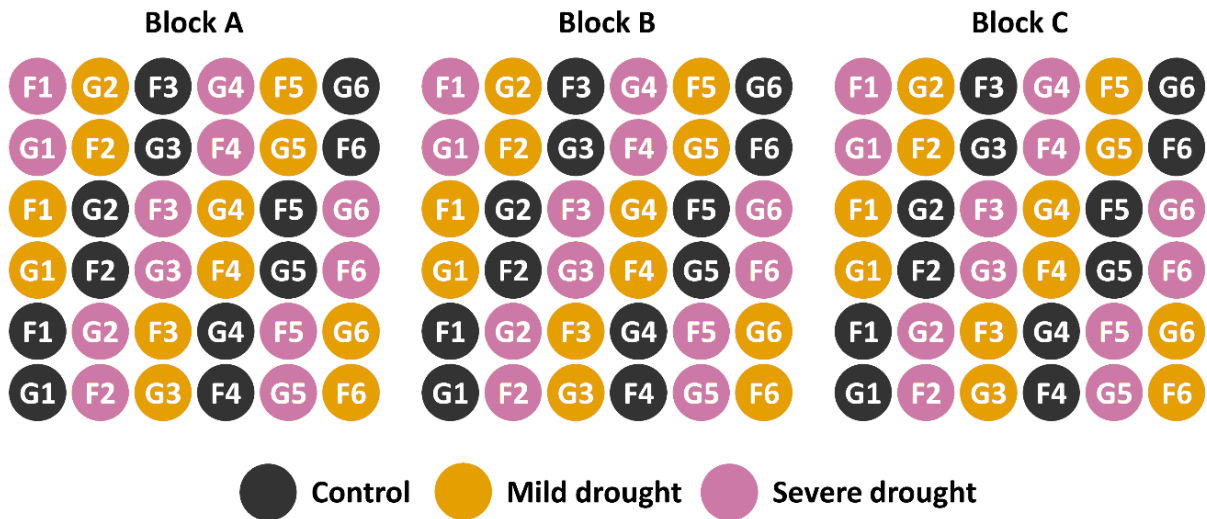 Block A Block B Block C
F1 G2 F3 G4 F5 G6 F1 G2 F3 G4 F5 G6 F1 G2 F3 G4 F5 G6
G1 F2 G3 F4 G5 F6 G1 F2 G3 F4 G5 F6 G1 F2 G3 F4 G5 F6
F1 G2 F3 G4 F5 G6 F1 G2 F3 G4 F5 G6 F1 G2 F3 G4 F5 G6
G1 F2 G3 F4 G5 F6 G1 F2 G3 F4 G5 F6 G1 F2 G3 F4 G5 F6
F1 G2 F3 G4 F5 G6 F1 G2 F3 G4 F5 G6 F1 G2 F3 G4 F5 G6
G1 F2 G3 F4 G5 F6 G1 F2 G3 F4 G5 F6 G1 F2 G3 F4 G5 F6
Control Mild drought Severe drought